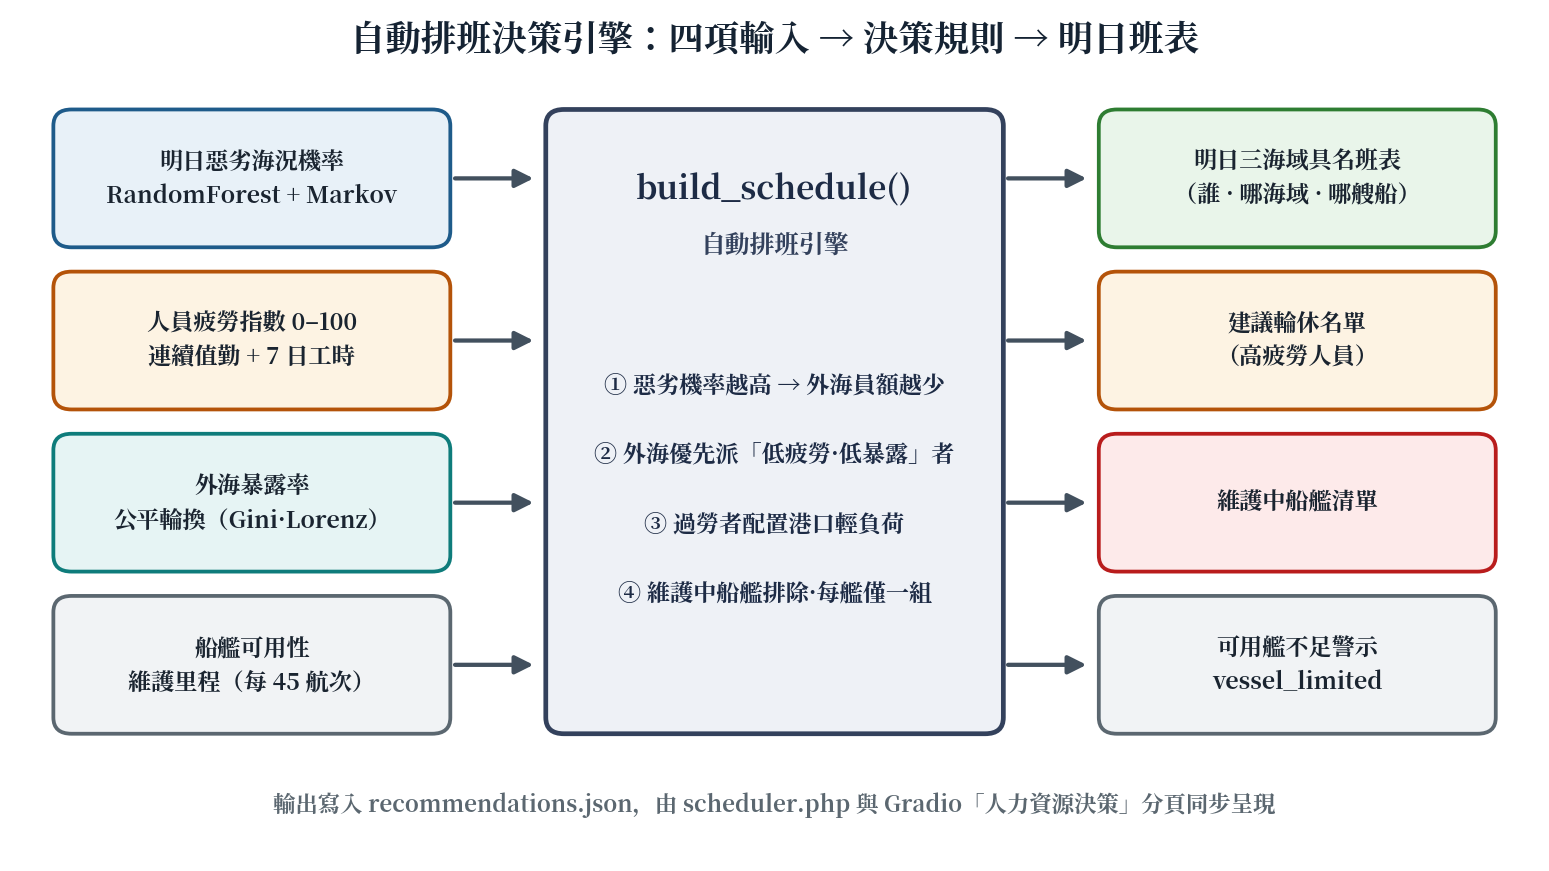 自動排班決策引擎：四項輸入 → 決策規則 → 明日班表
明日惡劣海況機率
RandomForest + Markov
人員疲勞指數 0–100
連續值勤 + 7 日工時
外海暴露率
公平輪換（Gini·Lorenz）
船艦可用性
維護里程（每 45 航次）
build_schedule()
自動排班引擎
① 惡劣機率越高 → 外海員額越少
② 外海優先派「低疲勞·低暴露」者
③ 過勞者配置港口輕負荷
④ 維護中船艦排除·每艦僅一組
明日三海域具名班表
（誰 · 哪海域 · 哪艘船）
建議輪休名單
（高疲勞人員）
維護中船艦清單
可用艦不足警示
vessel_limited
輸出寫入 recommendations.json，由 scheduler.php 與 Gradio「人力資源決策」分頁同步呈現